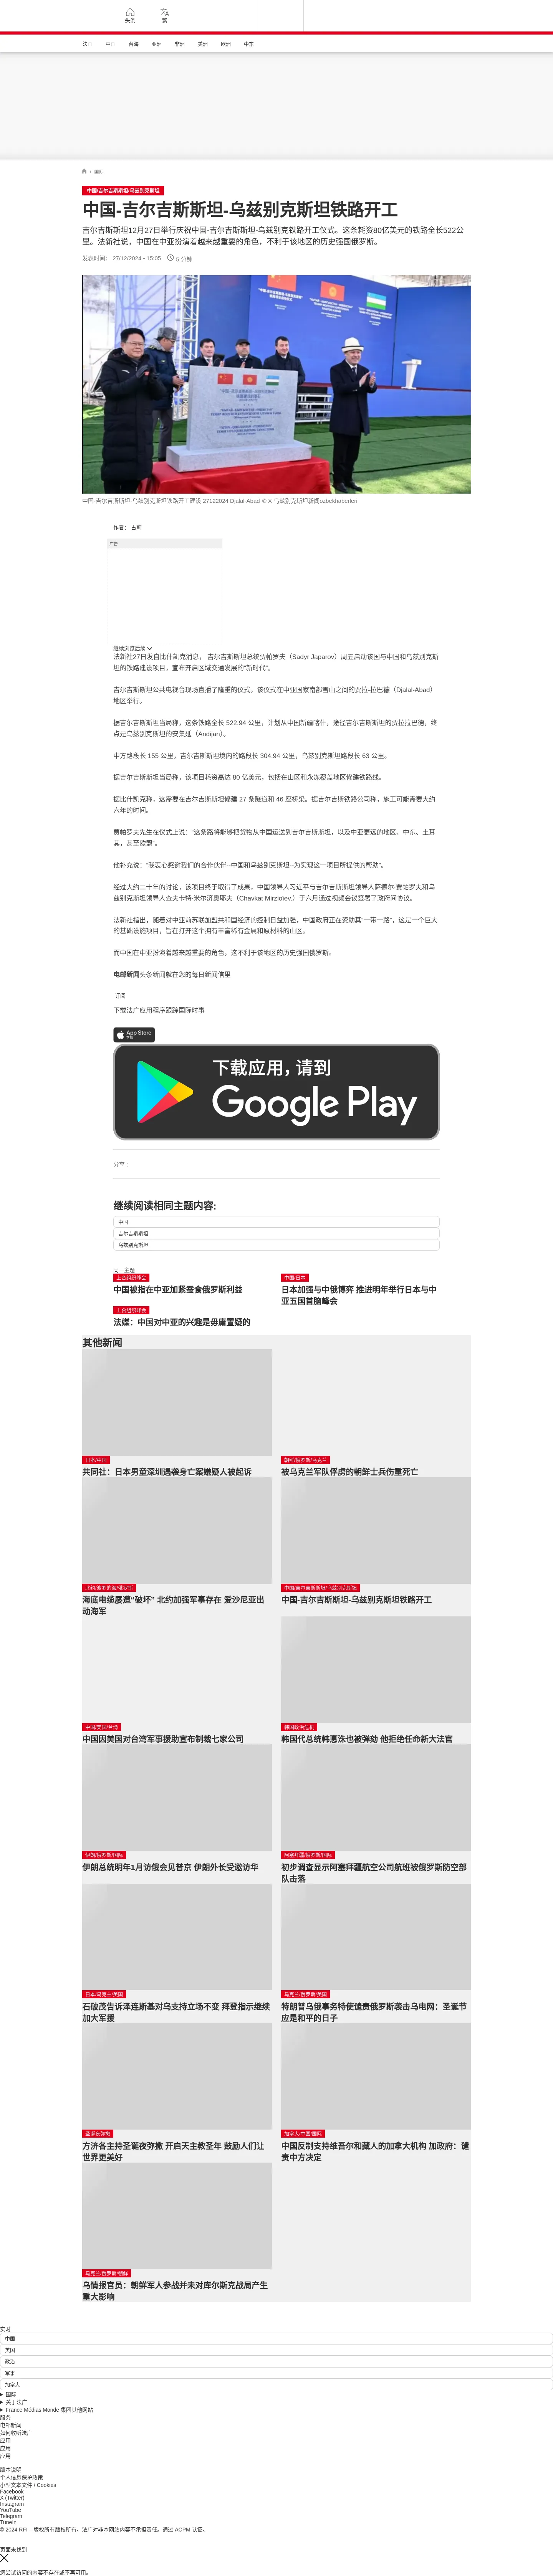 头条
繁
法国
中国
台海
亚洲
非洲
美洲
欧洲
中东
/ 国际
中国/吉尔吉斯斯坦/乌兹别克斯坦
中国-吉尔吉斯斯坦-乌兹别克斯坦铁路开工
吉尔吉斯斯坦12月27日举行庆祝中国-吉尔吉斯斯坦-乌兹别克铁路开工仪式。这条耗资80亿美元的铁路全长522公
里。法新社说，中国在中亚扮演着越来越重要的角色，不利于该地区的历史强国俄罗斯。
发表时间： 27/12/2024 - 15:05
5 分钟
中国-吉尔吉斯斯坦-乌兹别克斯坦铁路开工建设 27122024 Djalal-Abad © X 乌兹别克斯坦新闻ozbekhaberleri
作者： 古莉
广告
继续浏览后续
法新社27日发自比什凯克消息， 吉尔吉斯斯坦总统贾帕罗夫（Sadyr Japarov）周五启动该国与中国和乌兹别克斯
坦的铁路建设项目，宣布开启区域交通发展的“新时代”。
吉尔吉斯斯坦公共电视台现场直播了隆重的仪式，该仪式在中亚国家南部雪山之间的贾拉-拉巴德（Djalal-Abad）
地区举行。
据吉尔吉斯斯坦当局称，这条铁路全长 522.94 公里，计划从中国新疆喀什，途径吉尔吉斯斯坦的贾拉拉巴德，终
点是乌兹别克斯坦的安集延（Andijan）。
中方路段长 155 公里，吉尔吉斯斯坦境内的路段长 304.94 公里，乌兹别克斯坦路段长 63 公里。
据吉尔吉斯斯坦当局称，该项目耗资高达 80 亿美元，包括在山区和永冻覆盖地区修建铁路线。
据比什凯克称，这需要在吉尔吉斯斯坦修建 27 条隧道和 46 座桥梁。据吉尔吉斯铁路公司称，施工可能需要大约
六年的时间。
贾帕罗夫先生在仪式上说：“这条路将能够把货物从中国运送到吉尔吉斯斯坦，以及中亚更远的地区、中东、土耳
其，甚至欧盟”。
他补充说：“我衷心感谢我们的合作伙伴--中国和乌兹别克斯坦--为实现这一项目所提供的帮助”。
经过大约二十年的讨论，该项目终于取得了成果，中国领导人习近平与吉尔吉斯斯坦领导人萨德尔·贾帕罗夫和乌
兹别克斯坦领导人查夫卡特·米尔济奥耶夫（Chavkat Mirzioïev.）于六月通过视频会议签署了政府间协议。
法新社指出，随着对中亚前苏联加盟共和国经济的控制日益加强，中国政府正在资助其“一带一路”，这是一个巨大
的基础设施项目，旨在打开这个拥有丰富稀有金属和原材料的山区。
而中国在中亚扮演着越来越重要的角色，这不利于该地区的历史强国俄罗斯。
电邮新闻头条新闻就在您的每日新闻信里
订阅
下载法广应用程序跟踪国际时事
App Store
下载
下载应用，请到
Google Play
分享 :
继续阅读相同主题内容:
中国
吉尔吉斯斯坦
乌兹别克斯坦
同一主题
上合组织峰会
中国被指在中亚加紧蚕食俄罗斯利益
中国/日本
日本加强与中俄博弈 推进明年举行日本与中
亚五国首脑峰会
上合组织峰会
法媒：中国对中亚的兴趣是毋庸置疑的
其他新闻
日本/中国
共同社：日本男童深圳遇袭身亡案嫌疑人被起诉
朝鲜/俄罗斯/乌克兰
被乌克兰军队俘虏的朝鲜士兵伤重死亡
北约/波罗的海/俄罗斯
海底电缆屡遭“破坏” 北约加强军事存在 爱沙尼亚出
动海军
中国/吉尔吉斯斯坦/乌兹别克斯坦
中国-吉尔吉斯斯坦-乌兹别克斯坦铁路开工
中国/美国/台湾
中国因美国对台湾军事援助宣布制裁七家公司
韩国政治危机
韩国代总统韩悳洙也被弹劾 他拒绝任命新大法官
伊朗/俄罗斯/国际
伊朗总统明年1月访俄会见普京 伊朗外长受邀访华
阿塞拜疆/俄罗斯/国际
初步调查显示阿塞拜疆航空公司航班被俄罗斯防空部
队击落
日本/乌克兰/美国
石破茂告诉泽连斯基对乌支持立场不变 拜登指示继续
加大军援
乌克兰/俄罗斯/美国
特朗普乌俄事务特使谴责俄罗斯袭击乌电网：圣诞节
应是和平的日子
圣诞夜弥撒
方济各主持圣诞夜弥撒 开启天主教圣年 鼓励人们让
世界更美好
加拿大/中国/国际
中国反制支持维吾尔和藏人的加拿大机构 加政府：谴
责中方决定
乌克兰/俄罗斯/朝鲜
乌情报官员：朝鲜军人参战并未对库尔斯克战局产生
重大影响
实时
中国
美国
政治
军事
加拿大
国际
关于法广
France Médias Monde 集团其他网站
服务
电邮新闻
如何收听法广
应用
应用
应用
版本说明
个人信息保护政策
小型文本文件 / Cookies
Facebook
X (Twitter)
Instagram
YouTube
Telegram
TuneIn
© 2024 RFI – 版权所有版权所有。法广对非本网站内容不承担责任。通过 ACPM 认证。
页面未找到
您尝试访问的内容不存在或不再可用。